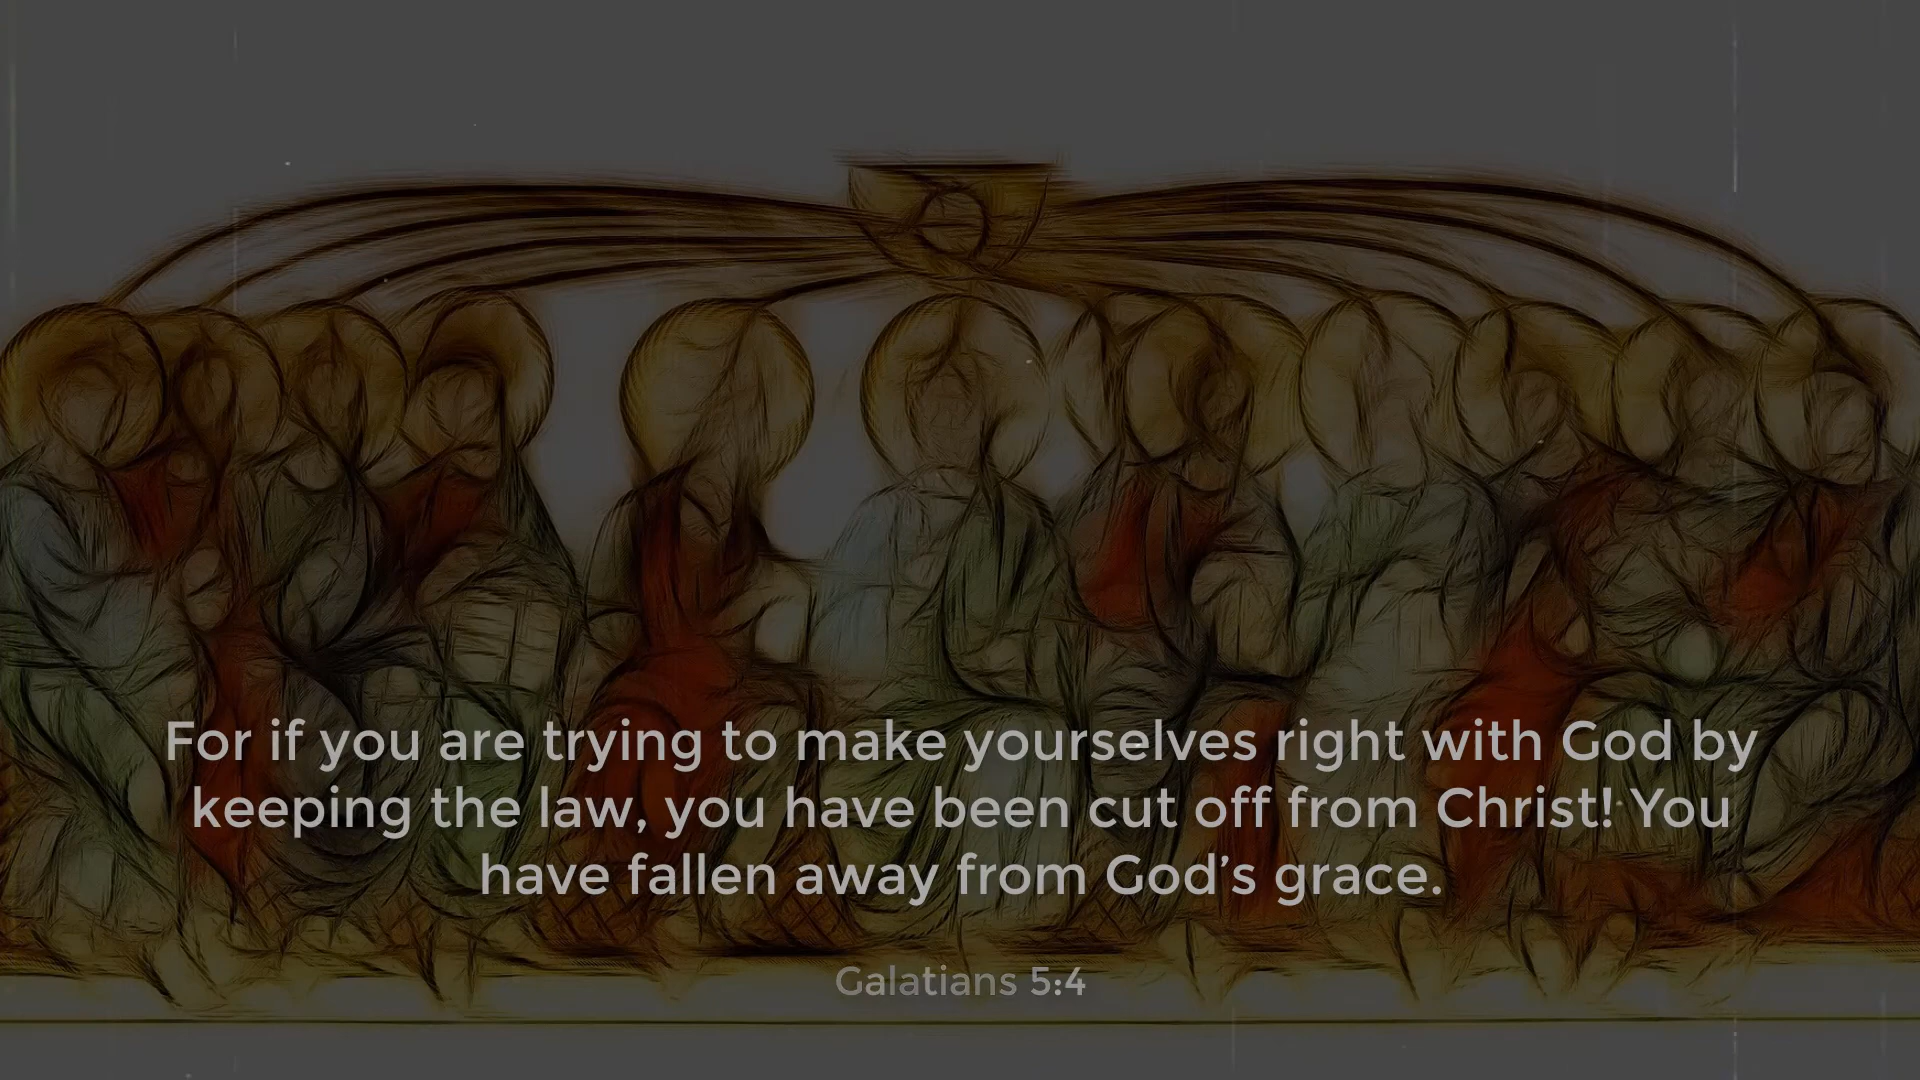 For if you are trying to make yourselves right with God by
keeping the law, you have been cut off from Christ! You
have fallen away from God’s grace.
Galatians 5:4